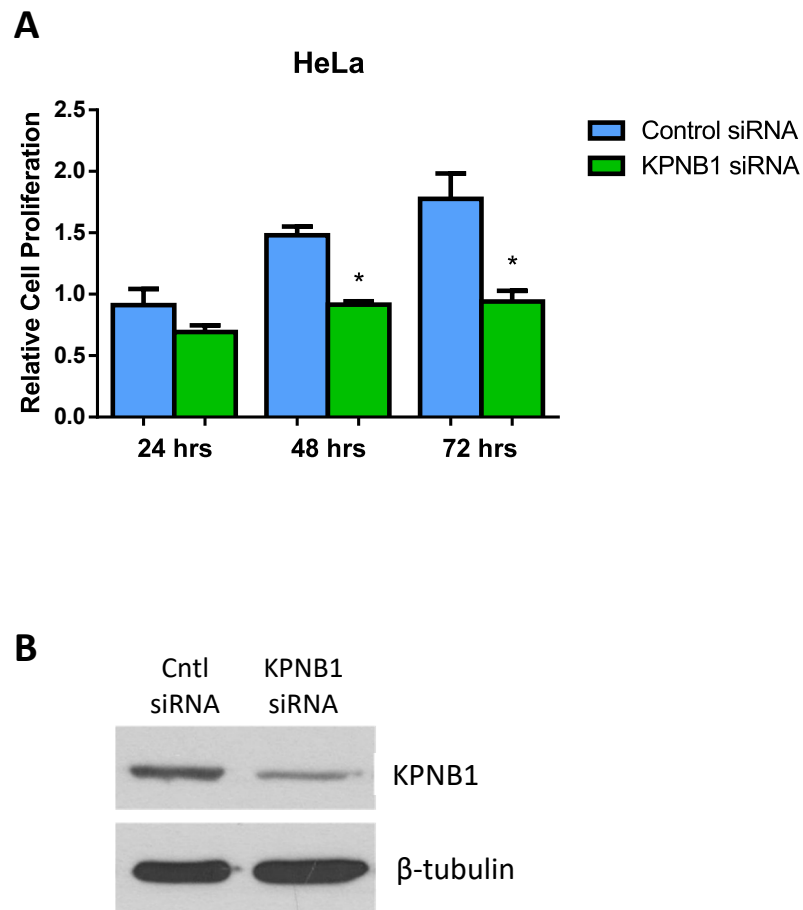 A
HeLa
Relative Cell Proliferation
2.5
2.0
1.5
1.0
0.5
0.0
*
*
24 hrs 48 hrs 72 hrs
Control siRNA
KPNB1 siRNA
B
Cntl siRNA
KPNB1 siRNA
KPNB1
β-tubulin